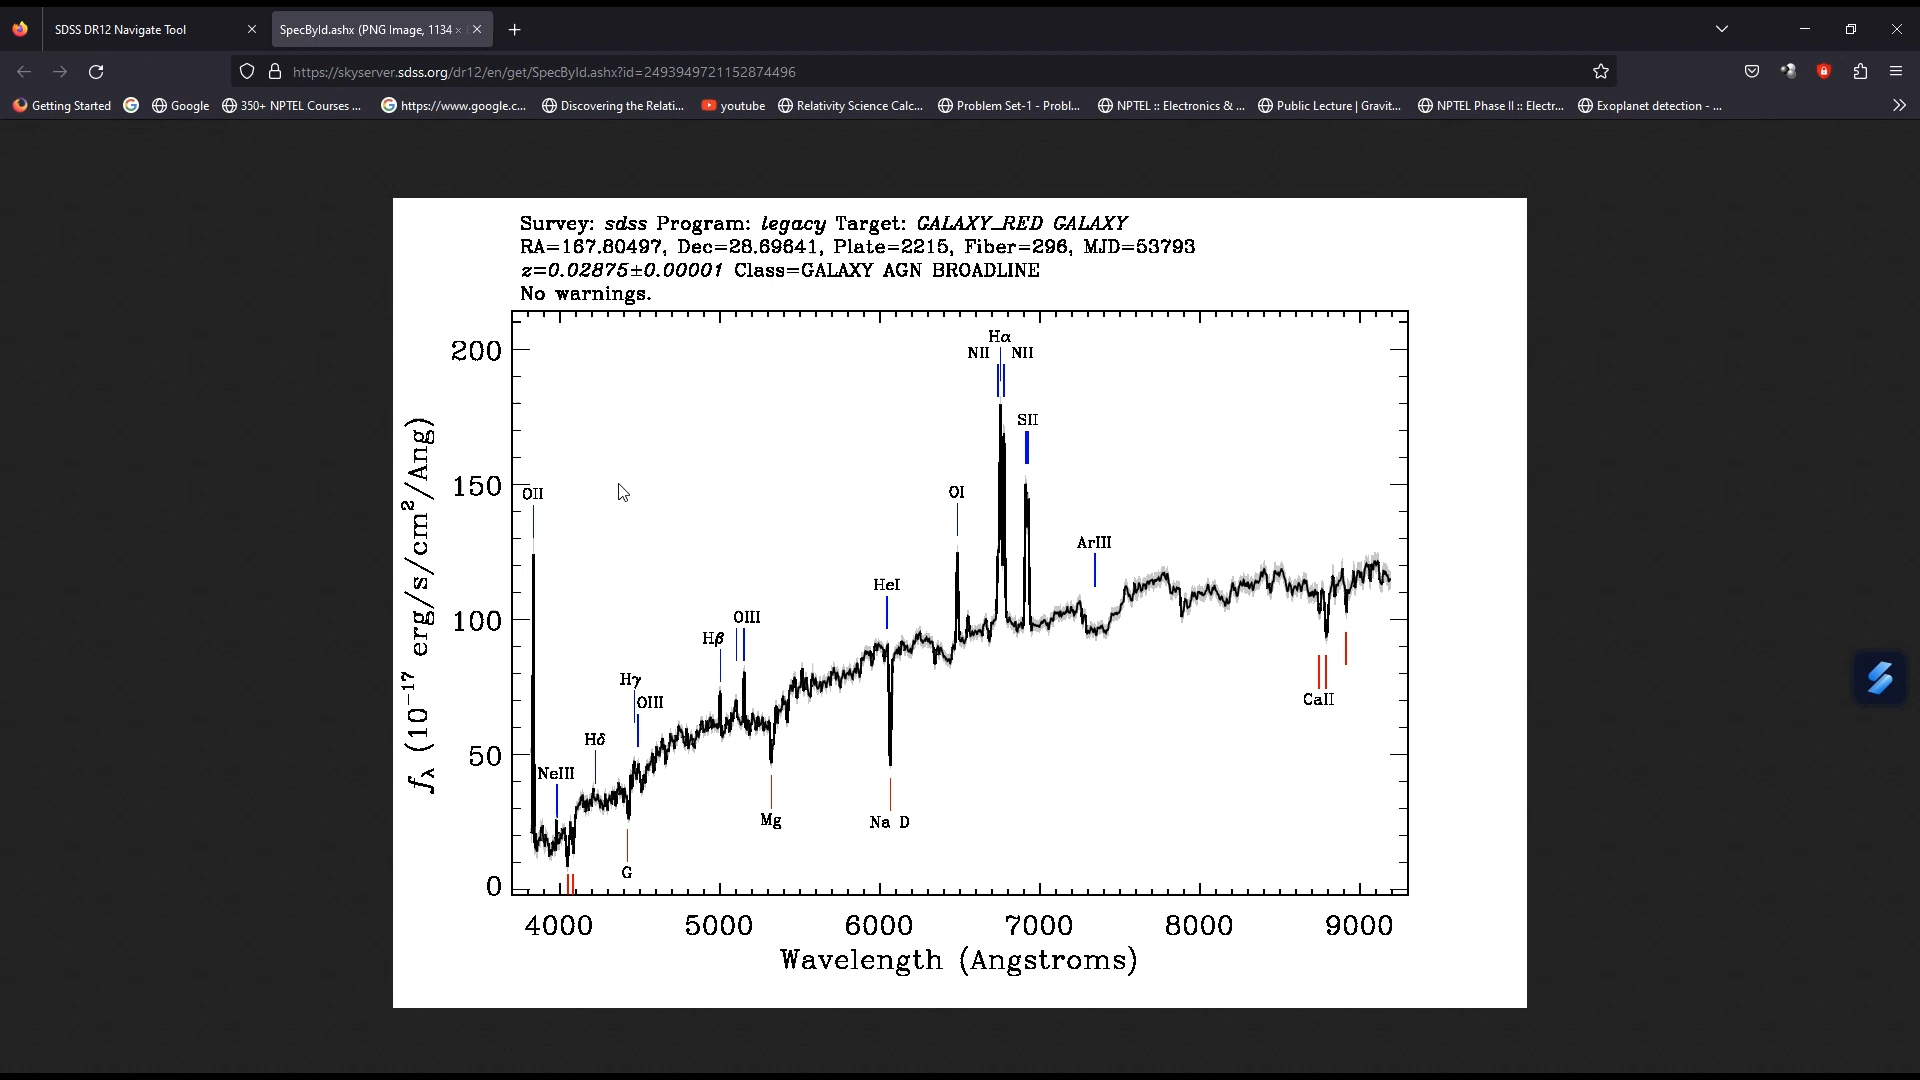 SDSS DR12 Navigate Tool
SpecById.ashx (PNG Image, 1134 ×
https://skyserver.sdss.org/dr12/en/get/SpecById.ashx?id=2493949721152874496
Getting Started
Google
350+ NPTEL Courses ...
https://www.google.c...
Discovering the Relati...
youtube
Relativity Science Calc...
Problem Set-1 - Probl...
NPTEL :: Electronics & ...
Public Lecture | Gravit...
NPTEL Phase II :: Electr...
Exoplanet detection - ...
Survey: sdss Program: legacy Target: GALAXY_RED GALAXY
RA=167.80497, Dec=28.69641, Plate=2215, Fiber=296, MJD=53793
z=0.02875±0.00001 Class=GALAXY AGN BROADLINE
No warnings.
Hα
NII NII
200
SII
150
OII
OI
ArIII
HeI
100
OIII
Hβ
Hγ
OIII
CaII
Hδ
50
NeIII
Mg
Na D
G
0
fλ (10−17 erg/s/cm2/Ang)
4000 5000 6000 7000 8000 9000
Wavelength (Angstroms)